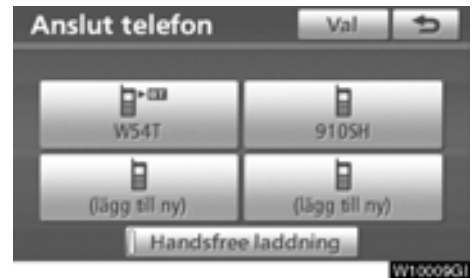 Anslut telefon Val
W54T 910SH
(lägg till ny) (lägg till ny)
Handsfree laddning
W10009GI